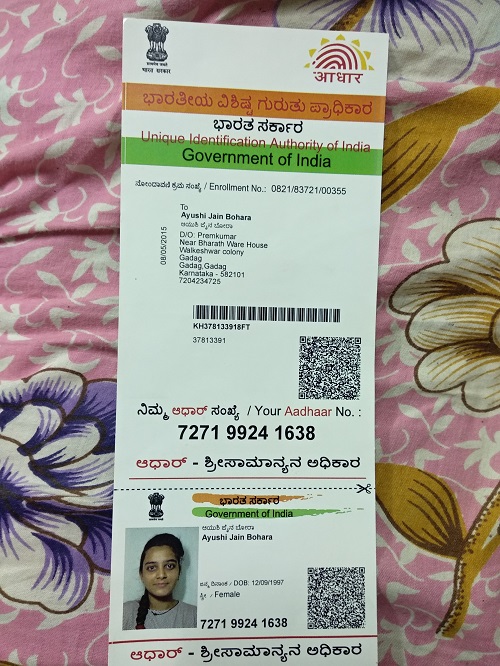 भारत सरकार
आधार
ಭಾರತೀಯ ವಿಶಿಷ್ಟ ಗುರುತು ಪ್ರಾಧಿಕಾರ
ಭಾರತ ಸರ್ಕಾರ
Unique Identification Authority of India
Government of India
ನೋಂದಾವಣಿ ಕ್ರಮ ಸಂಖ್ಯೆ / Enrollment No.: 0821/83721/00355
08/05/2015
To
Ayushi Jain Bohara
ಆಯುಶಿ ಜೈನ ಬೋರಾ
D/O: Premkumar
Near Bharath Ware House
Walkeshwar colony
Gadag
Gadag,Gadag
Karnataka - 582101
7204234725
KH378133918FT
37813391
ನಿಮ್ಮ ಆಧಾರ್ ಸಂಖ್ಯೆ / Your Aadhaar No. :
7271 9924 1638
ಆಧಾರ್ - ಶ್ರೀಸಾಮಾನ್ಯನ ಅಧಿಕಾರ
ಭಾರತ ಸರ್ಕಾರ
Government of India
ಆಯುಶಿ ಜೈನ ಬೋರಾ
Ayushi Jain Bohara
ಜನ್ಮ ದಿನಾಂಕ / DOB: 12/09/1997
ಸ್ತ್ರೀ / Female
7271 9924 1638
ಆಧಾರ್ - ಶ್ರೀಸಾಮಾನ್ಯನ ಅಧಿಕಾರ